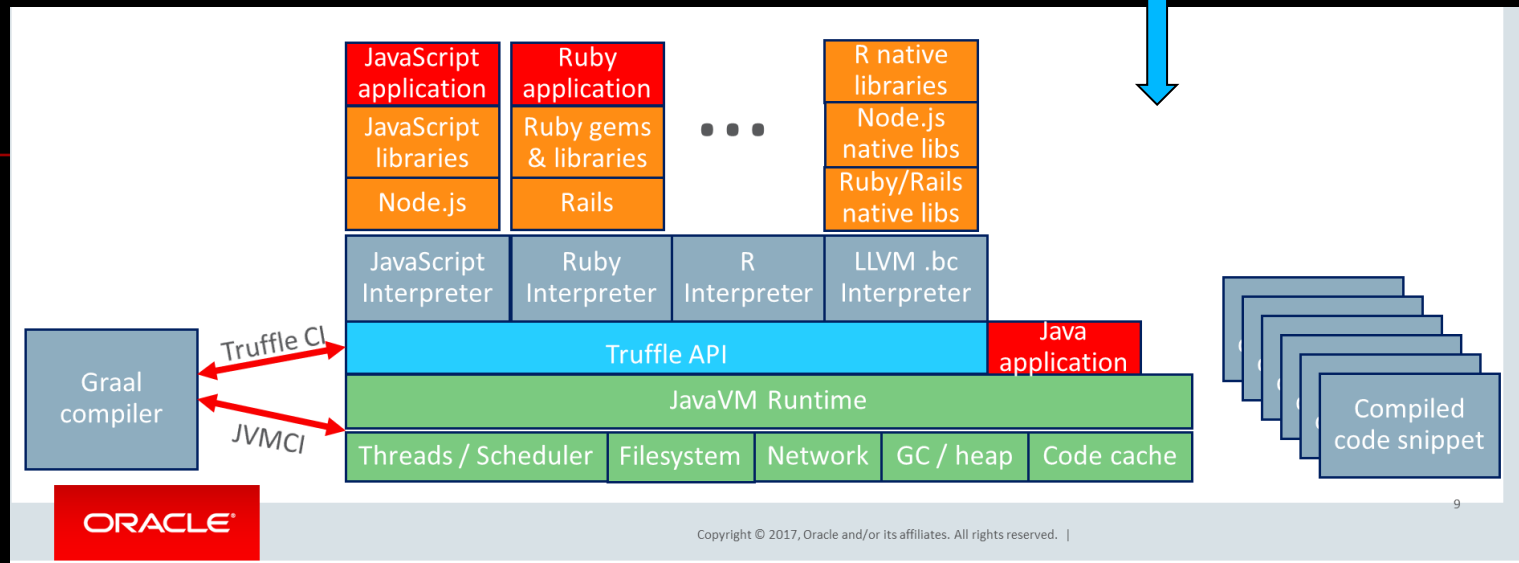 JavaScript
application
JavaScript
libraries
Node.js
Ruby
application
Ruby gems
& libraries
Rails
...
R native
libraries
Node.js
native libs
Ruby/Rails
native libs
JavaScript
Interpreter
Ruby
Interpreter
R
Interpreter
LLVM .bc
Interpreter
Truffle CI
Truffle API
Java
application
Graal
compiler
JVMCI
JavaVM Runtime
Threads / Scheduler
Filesystem
Network
GC / heap
Code cache
Compiled
code snippet
9
ORACLE®
Copyright © 2017, Oracle and/or its affiliates. All rights reserved. |